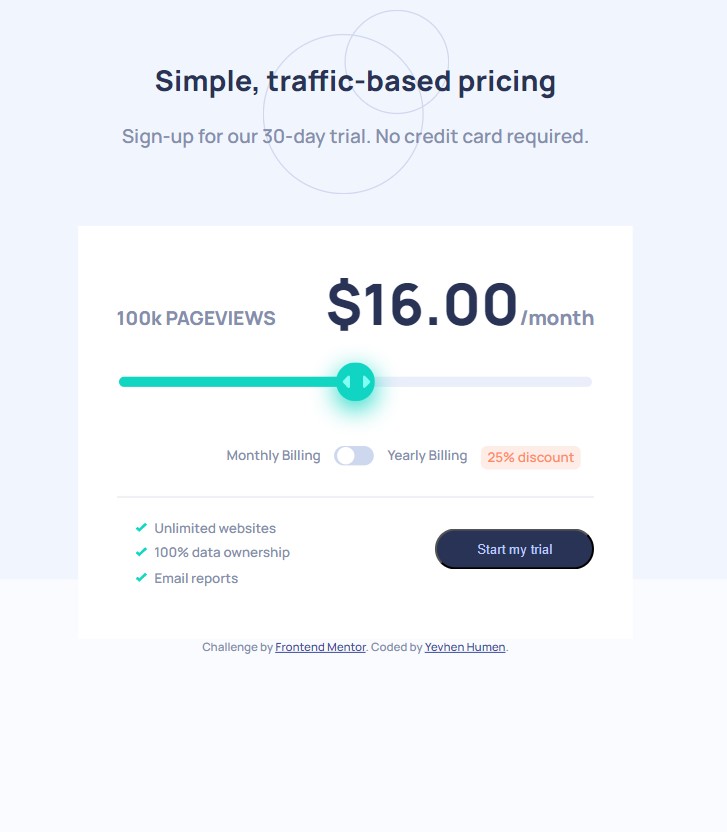 Simple, traffic-based pricing
Sign-up for our 30-day trial. No credit card required.
100k PAGEVIEWS
$16.00/month
Monthly Billing
Yearly Billing
25% discount
Unlimited websites
100% data ownership
Email reports
Start my trial
Challenge by Frontend Mentor. Coded by Yevhen Humen.